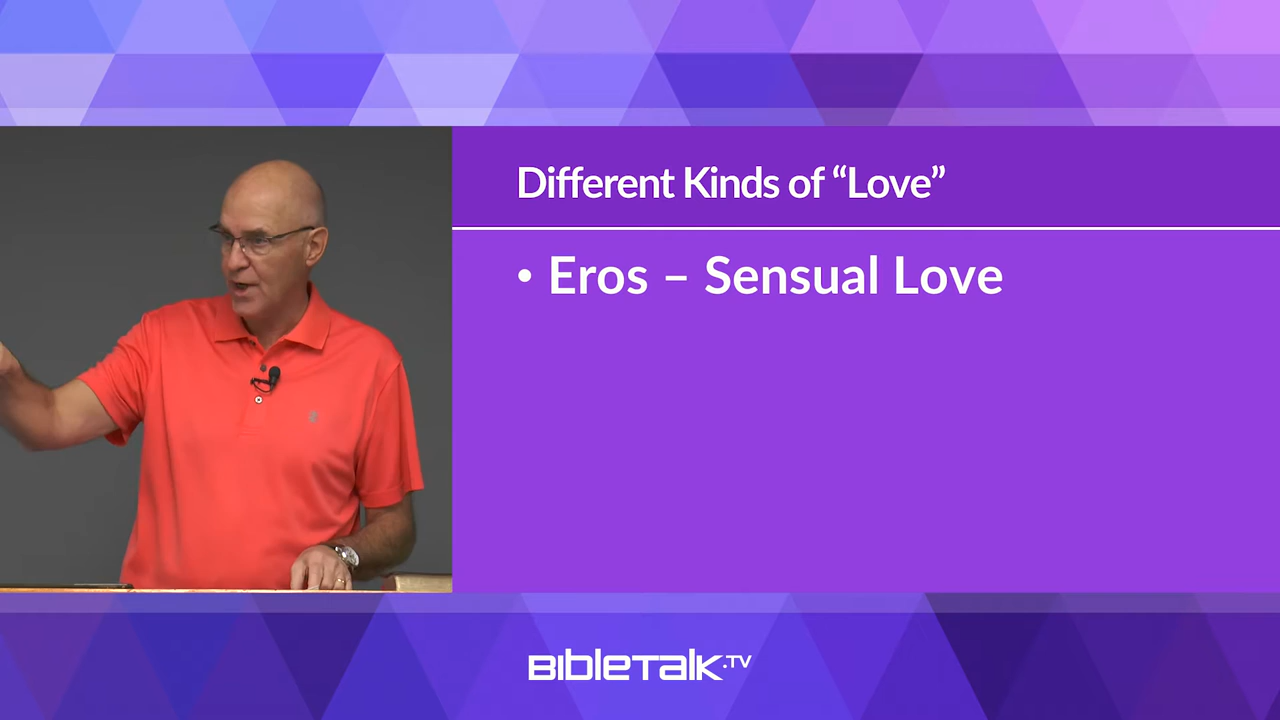 Different Kinds of “Love”
• Eros – Sensual Love
BIBLETALK.TV